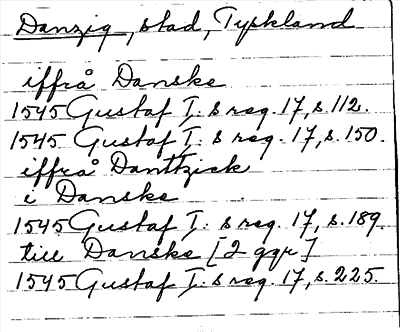 Danzig, stad, Tyskland
iffrå Danske
1545 Gustaf I:s reg. 17, s. 112.
1545 Gustaf I:s reg. 17, s. 150.
iffrå Danttzick
i Danske
1545 Gustaf I:s reg. 17, s. 189.
till Danske [2 ggr]
1545 Gustaf I:s reg. 17, s. 225.